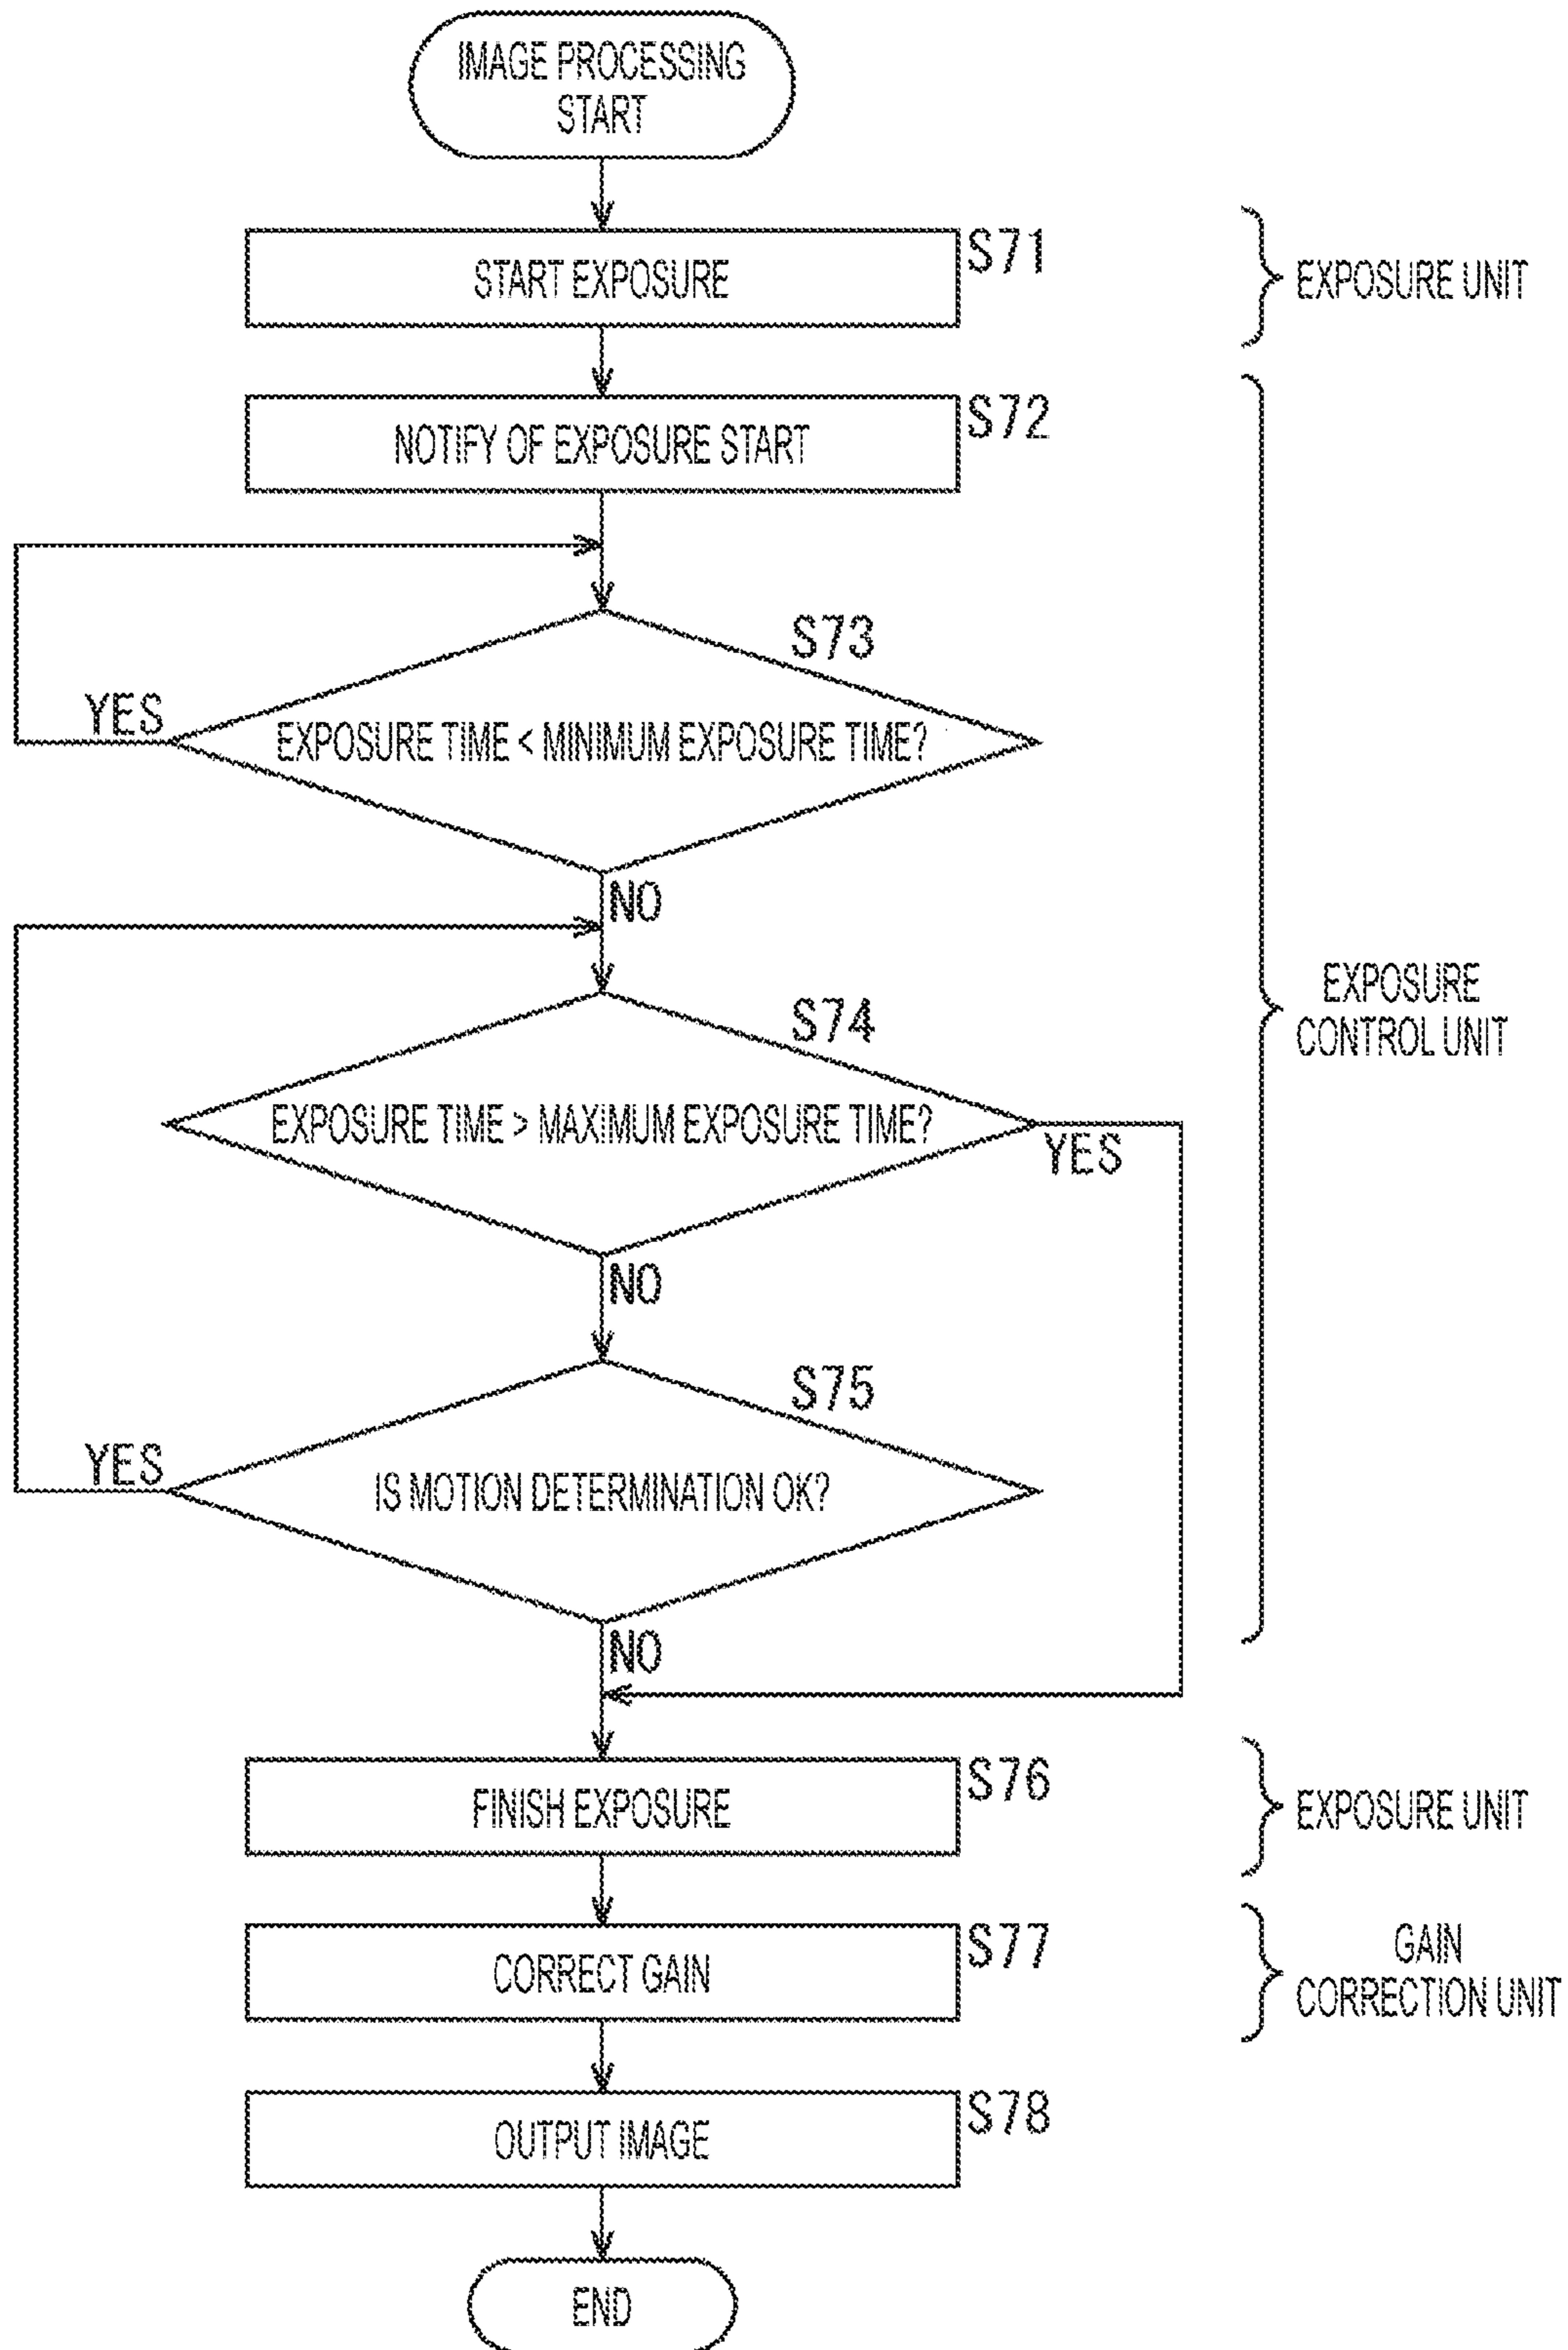 IMAGE PROCESSING
START
START EXPOSURE
S71
EXPOSURE UNIT
NOTIFY OF EXPOSURE START
S72
S73
YES
EXPOSURE TIME < MINIMUM EXPOSURE TIME?
NO
EXPOSURE
CONTROL UNIT
S74
EXPOSURE TIME > MAXIMUM EXPOSURE TIME?
YES
NO
S75
YES
IS MOTION DETERMINATION OK?
NO
FINISH EXPOSURE
S76
EXPOSURE UNIT
CORRECT GAIN
S77
GAIN
CORRECTION UNIT
OUTPUT IMAGE
S78
END